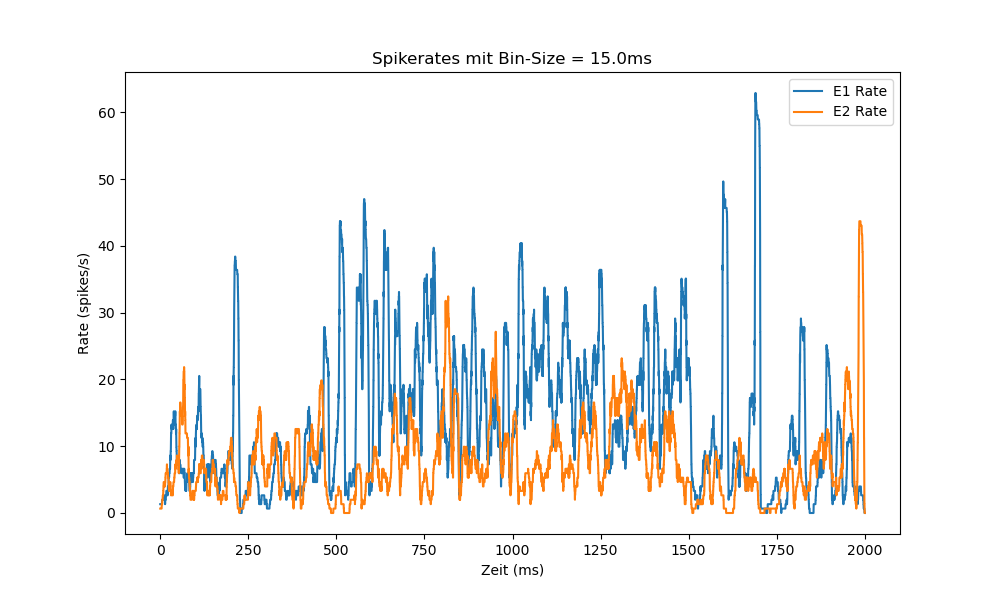 Spikerates mit Bin-Size = 15.0ms
E1 Rate
E2 Rate
Rate (spikes/s)
60
50
40
30
20
10
0
0 250 500 750 1000 1250 1500 1750 2000
Zeit (ms)